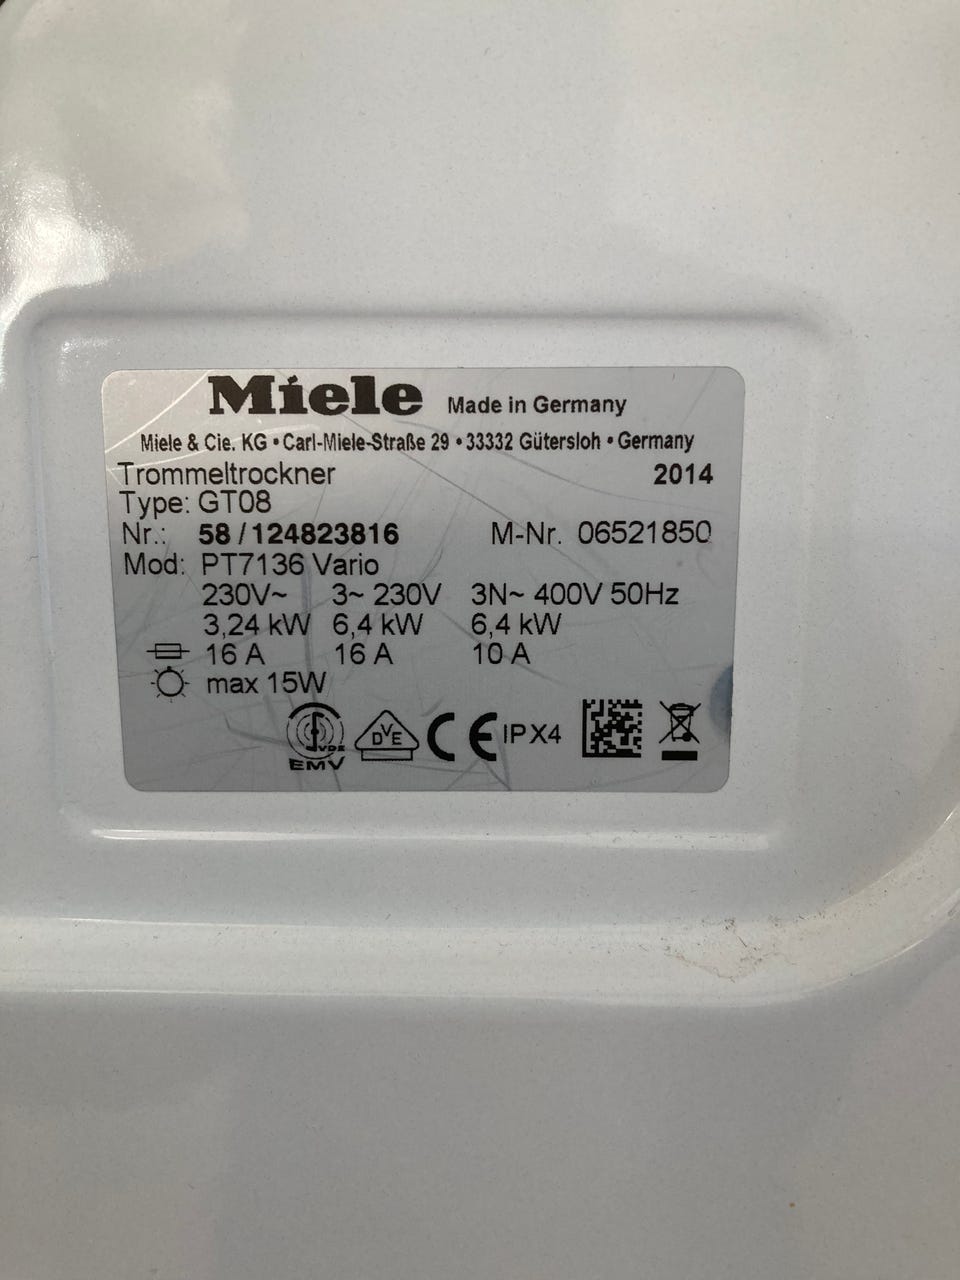 Miele Made in Germany
Miele & Cie. KG • Carl-Miele-Straße 29 • 33332 Gütersloh • Germany
Trommeltrockner 2014
Type: GT08
Nr.: 58 / 124823816 M-Nr. 06521850
Mod: PT7136 Vario
230V~ 3~ 230V 3N~ 400V 50Hz
3,24 kW 6,4 kW 6,4 kW
16 A 16 A 10 A
max 15W
VDE EMV DVE CE IPX4